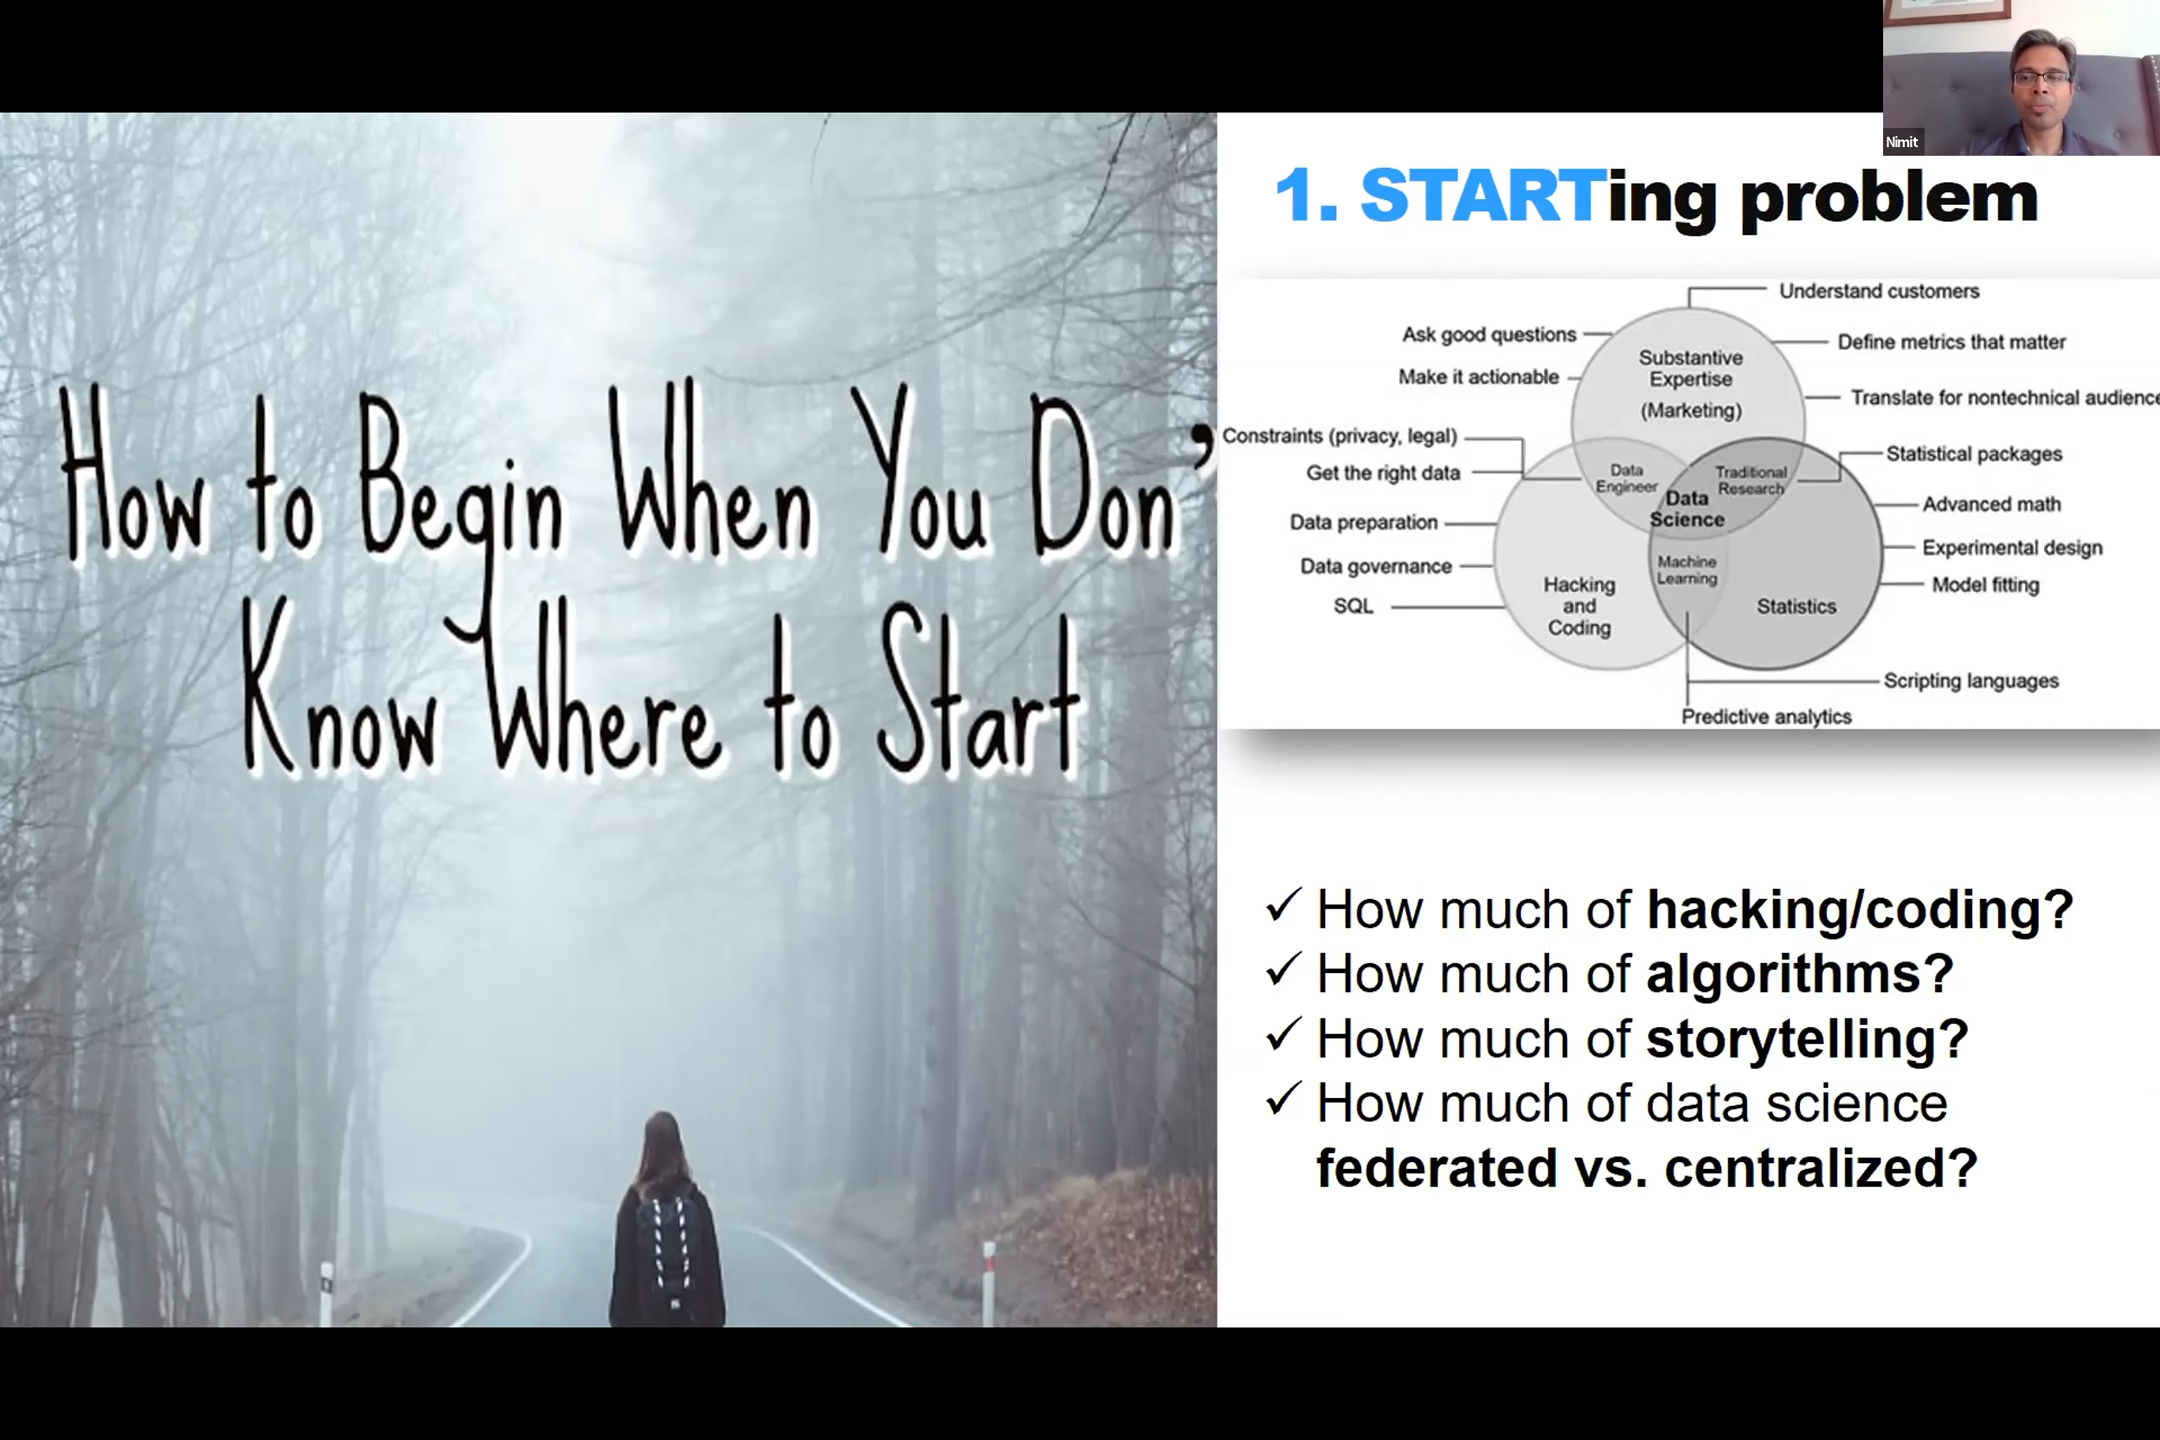 Nimit
How to Begin When You Don'
Know Where to Start
1. STARTing problem
Understand customers
Ask good questions
Define metrics that matter
Make it actionable
Translate for nontechnical audience
Substantive
Expertise
(Marketing)
Constraints (privacy, legal)
Get the right data
Statistical packages
Data
Engineer
Traditional
Research
Data
Science
Data preparation
Advanced math
Data governance
Experimental design
SQL
Model fitting
Machine
Learning
Hacking
and
Coding
Statistics
Scripting languages
Predictive analytics
✓ How much of hacking/coding?
✓ How much of algorithms?
✓ How much of storytelling?
✓ How much of data science
federated vs. centralized?